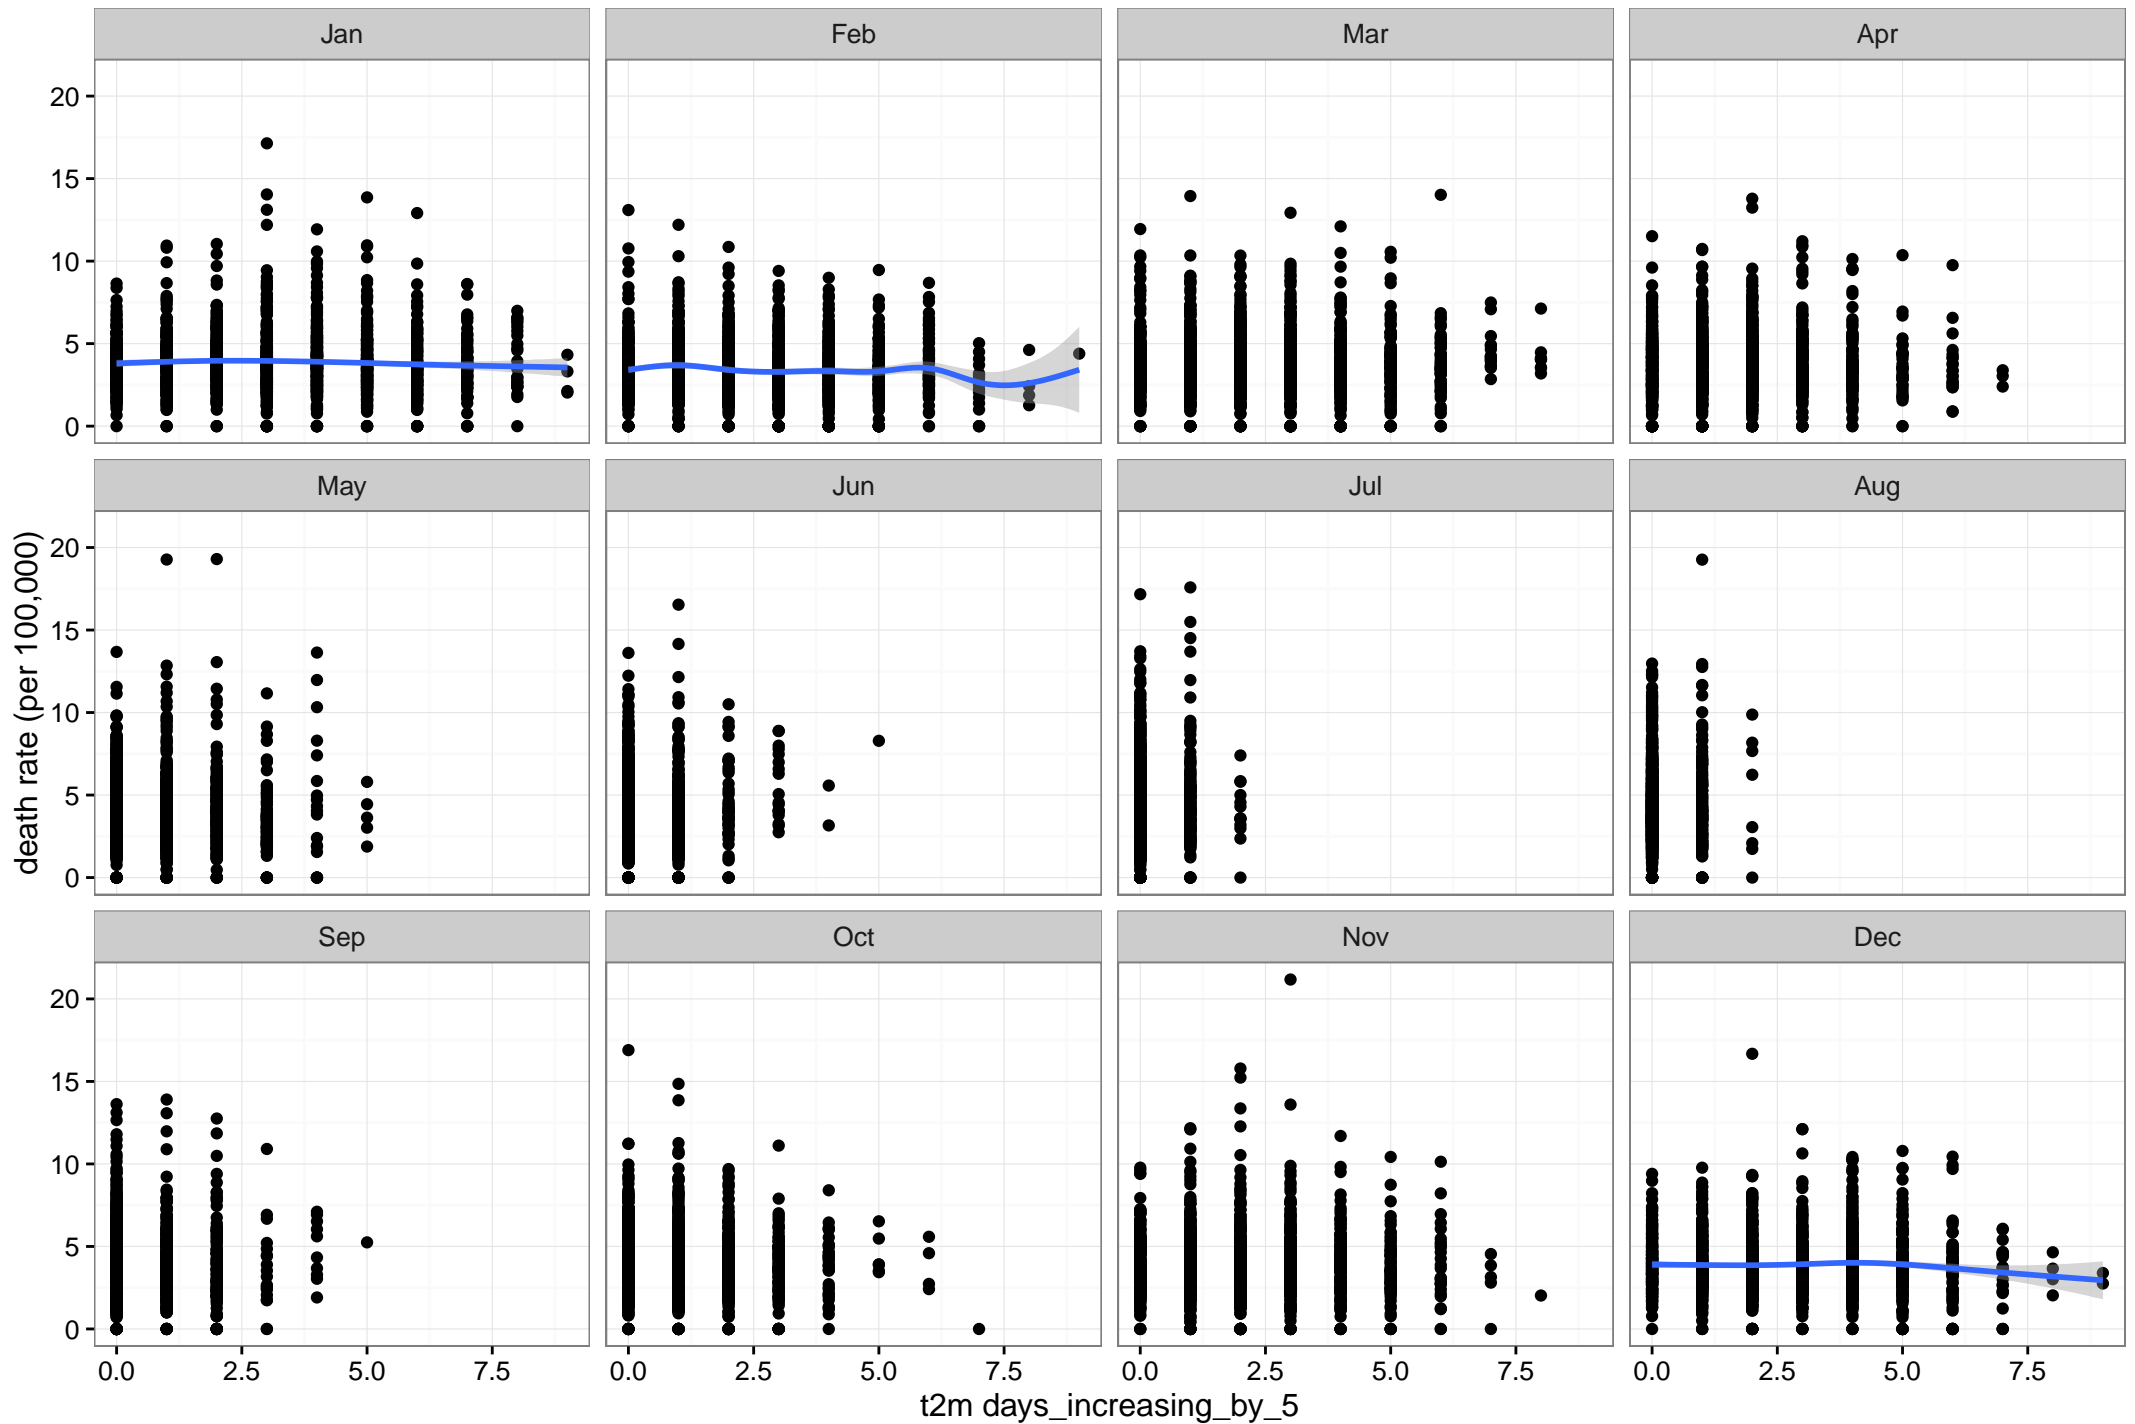 Jan Feb Mar Apr
20
15
10
5
0
May Jun Jul Aug
death rate (per 100,000)
20
15
10
5
0
Sep Oct Nov Dec
20
15
10
5
0
0.0 2.5 5.0 7.5 0.0 2.5 5.0 7.5 0.0 2.5 5.0 7.5 0.0 2.5 5.0 7.5
t2m days_increasing_by_5